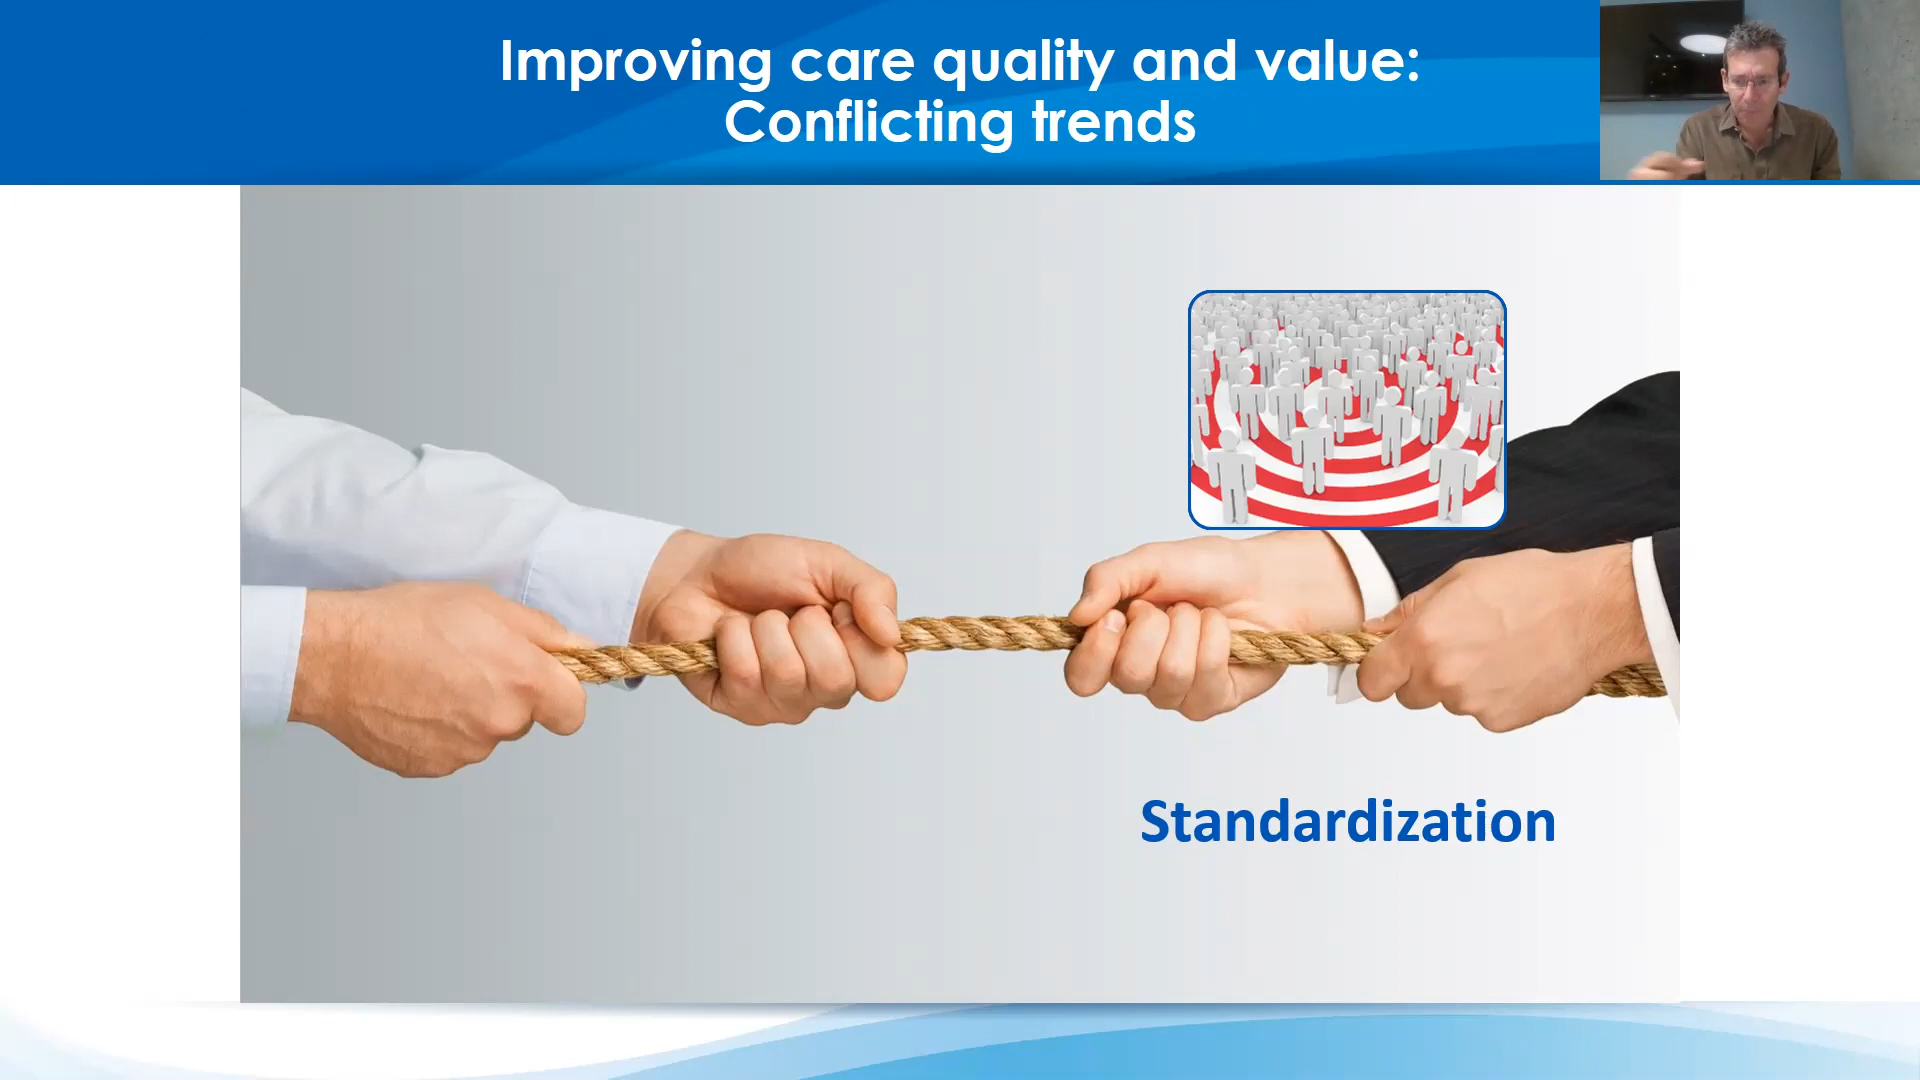 Improving care quality and value:
Conflicting trends
Standardization